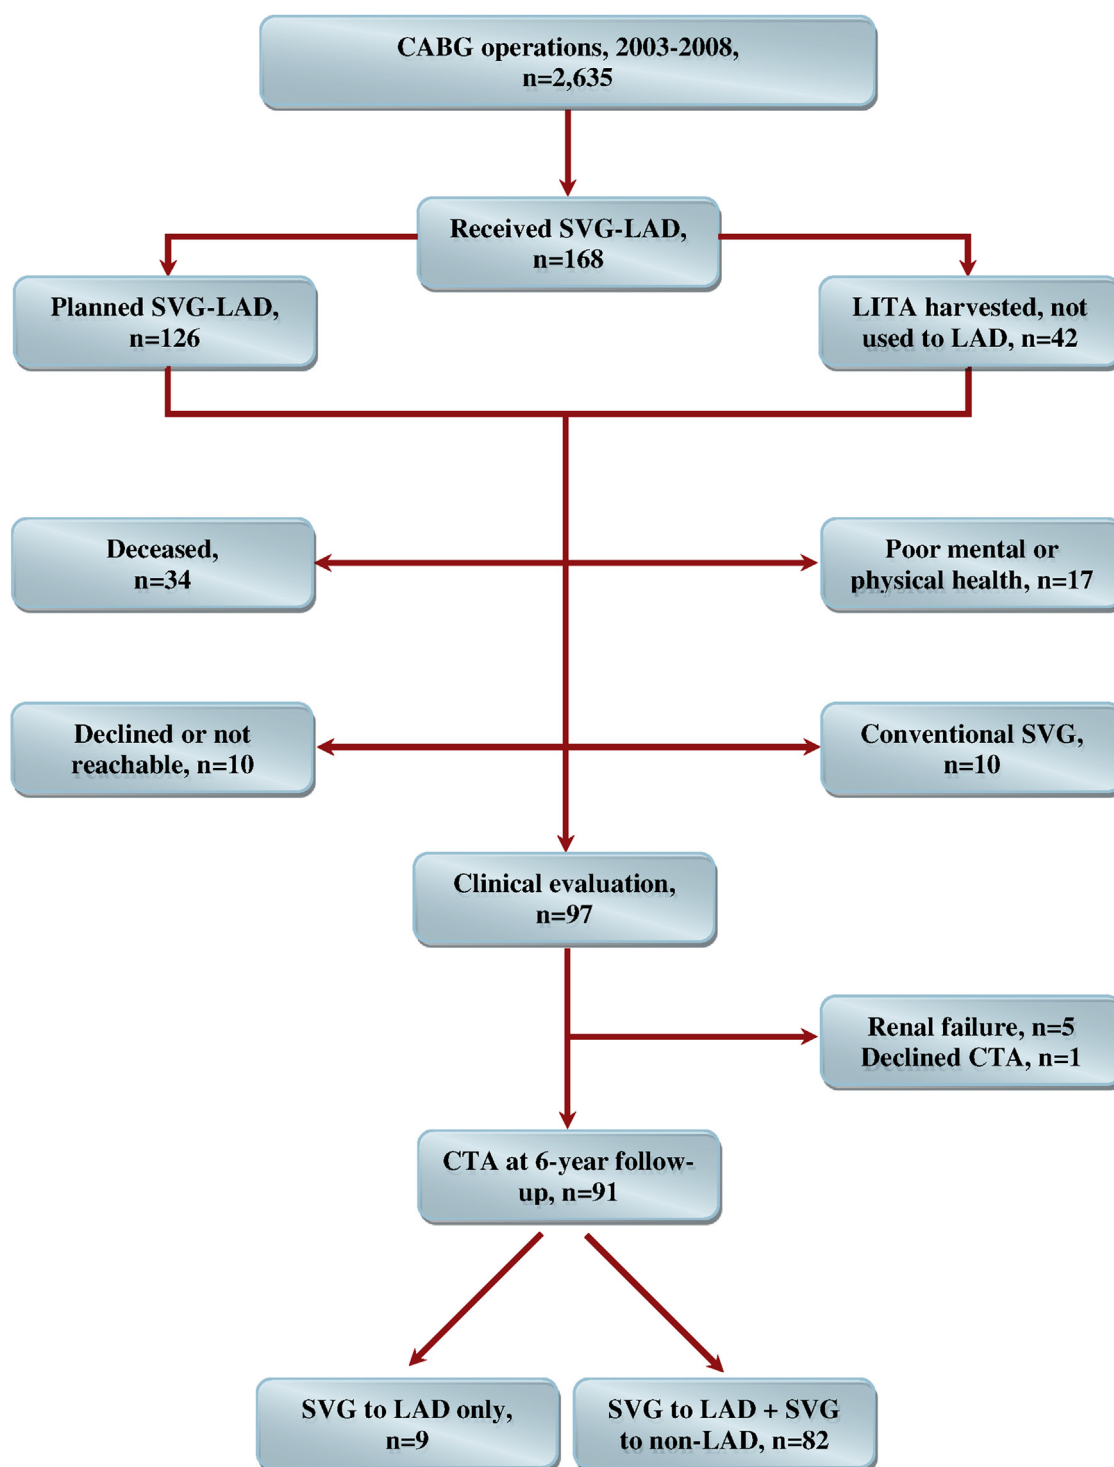 CABG operations, 2003-2008,
n=2,635
Received SVG-LAD,
n=168
Planned SVG-LAD,
n=126
LITA harvested, not
used to LAD, n=42
Deceased,
n=34
Poor mental or
physical health, n=17
Declined or not
reachable, n=10
Conventional SVG,
n=10
Clinical evaluation,
n=97
Renal failure, n=5
Declined CTA, n=1
CTA at 6-year follow-
up, n=91
SVG to LAD only,
n=9
SVG to LAD + SVG
to non-LAD, n=82